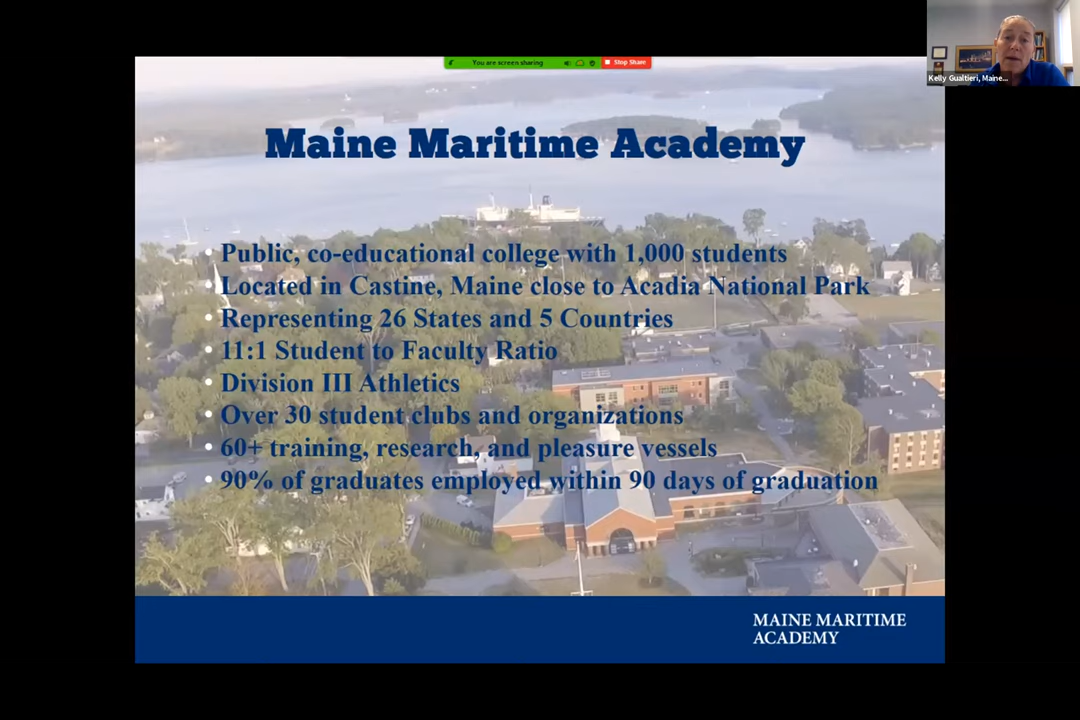 You are screen sharing
Stop Share
Kelly Gualtieri, Maine...
Maine Maritime Academy
• Public, co-educational college with 1,000 students
• Located in Castine, Maine close to Acadia National Park
• Representing 26 States and 5 Countries
• 11:1 Student to Faculty Ratio
• Division III Athletics
• Over 30 student clubs and organizations
• 60+ training, research, and pleasure vessels
• 90% of graduates employed within 90 days of graduation
MAINE MARITIME
ACADEMY